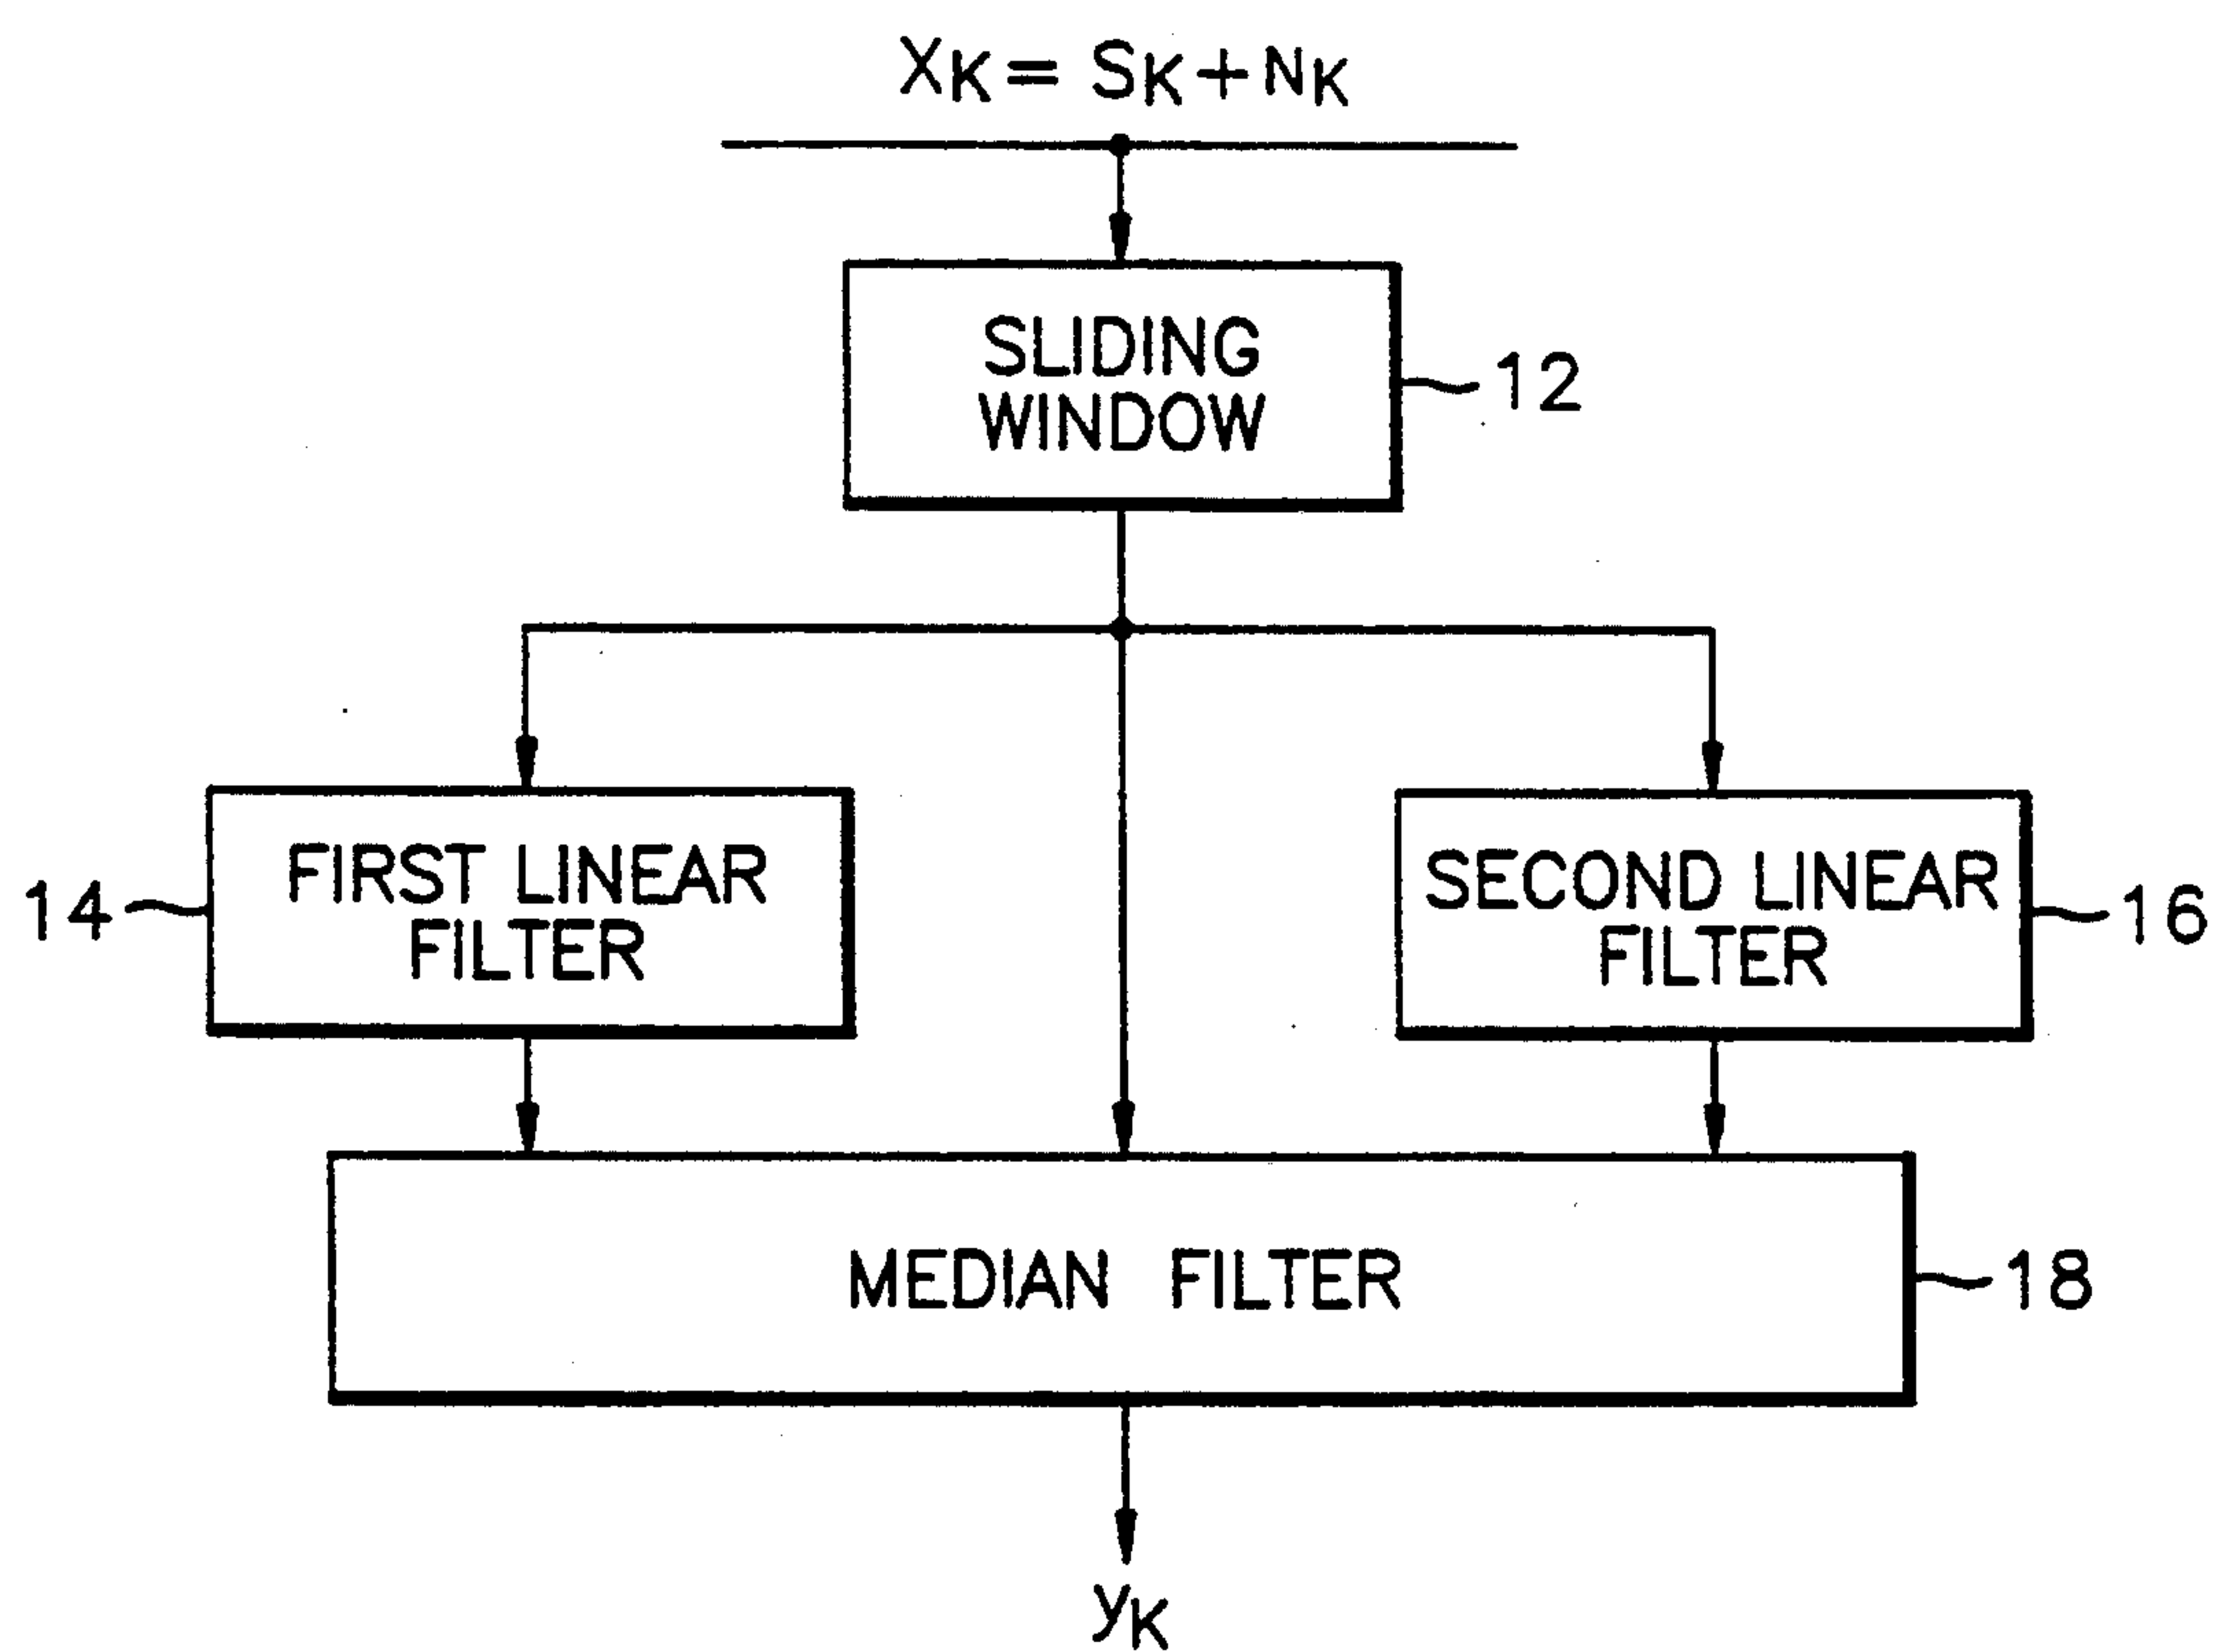 XK = SK + NK
SLIDING
WINDOW
12
FIRST LINEAR
FILTER
14
SECOND LINEAR
FILTER
16
MEDIAN FILTER
18
yK